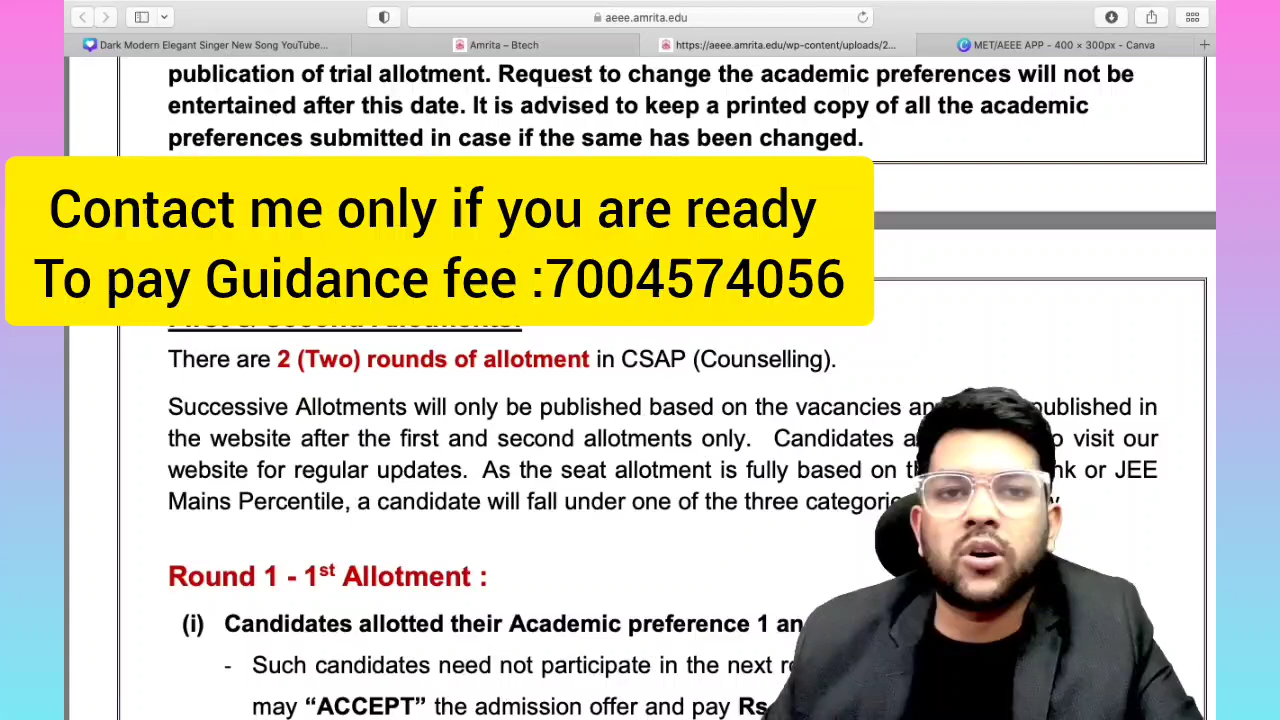 aeee.amrita.edu
Dark Modern Elegant Singer New Song YouTube...
Amrita – Btech
https://aeee.amrita.edu/wp-content/uploads/2...
MET/AEEE APP - 400 × 300px - Canva
publication of trial allotment. Request to change the academic preferences will not be
entertained after this date. It is advised to keep a printed copy of all the academic
preferences submitted in case if the same has been changed.
Contact me only if you are ready
To pay Guidance fee :7004574056
There are 2 (Two) rounds of allotment in CSAP (Counselling).
Successive Allotments will only be published based on the vacancies published in
the website after the first and second allotments only. Candidates visit our
website for regular updates. As the seat allotment is fully based on or JEE
Mains Percentile, a candidate will fall under one of the three
Round 1 - 1st Allotment :
(i) Candidates allotted their Academic preference 1
- Such candidates need not participate in the next
may “ACCEPT” the admission offer and pay Rs